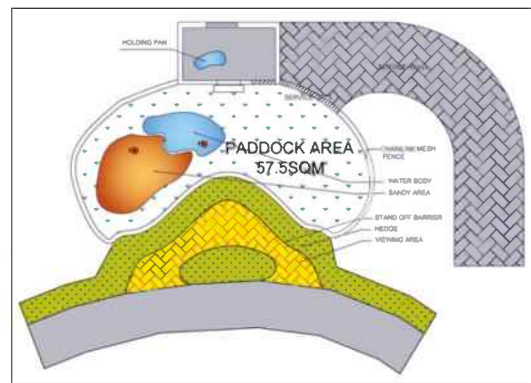 HOLDING PAN
PADDOCK AREA
57.5SQM
CHAINLINK MESH
FENCE
WATER BODY
SANDY AREA
STAND OFF BARRIER
HEDGE
VIEWING AREA